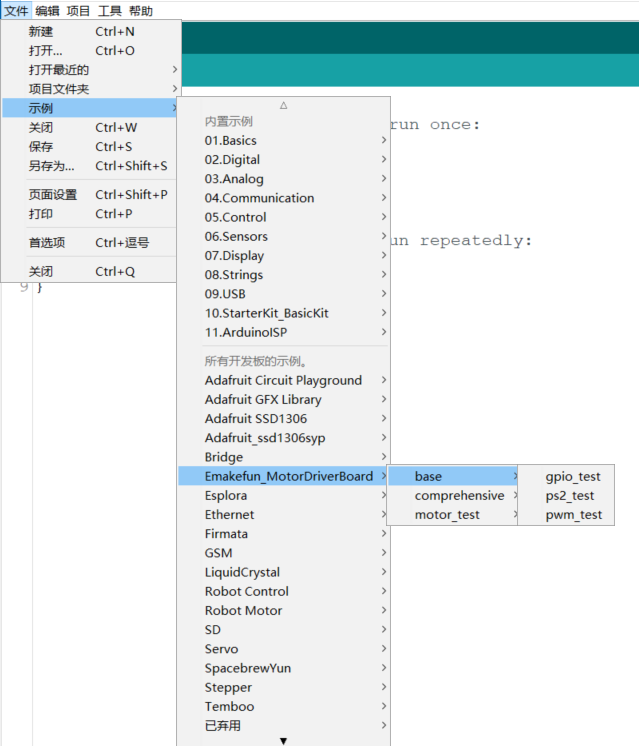 文件 编辑 项目 工具 帮助
新建 Ctrl+N
打开... Ctrl+O
打开最近的
项目文件夹
示例
关闭 Ctrl+W
保存 Ctrl+S
另存为... Ctrl+Shift+S
页面设置 Ctrl+Shift+P
打印 Ctrl+P
首选项 Ctrl+逗号
关闭 Ctrl+Q
9 }
内置示例
01.Basics
02.Digital
03.Analog
04.Communication
05.Control
06.Sensors
07.Display
08.Strings
09.USB
10.StarterKit_BasicKit
11.ArduinoISP
所有开发板的示例。
Adafruit Circuit Playground
Adafruit GFX Library
Adafruit SSD1306
Adafruit_ssd1306syp
Bridge
Emakefun_MotorDriverBoard
Esplora
Ethernet
Firmata
GSM
LiquidCrystal
Robot Control
Robot Motor
SD
Servo
SpacebrewYun
Stepper
Temboo
已弃用
run once:
un repeatedly:
base
comprehensive
motor_test
gpio_test
ps2_test
pwm_test